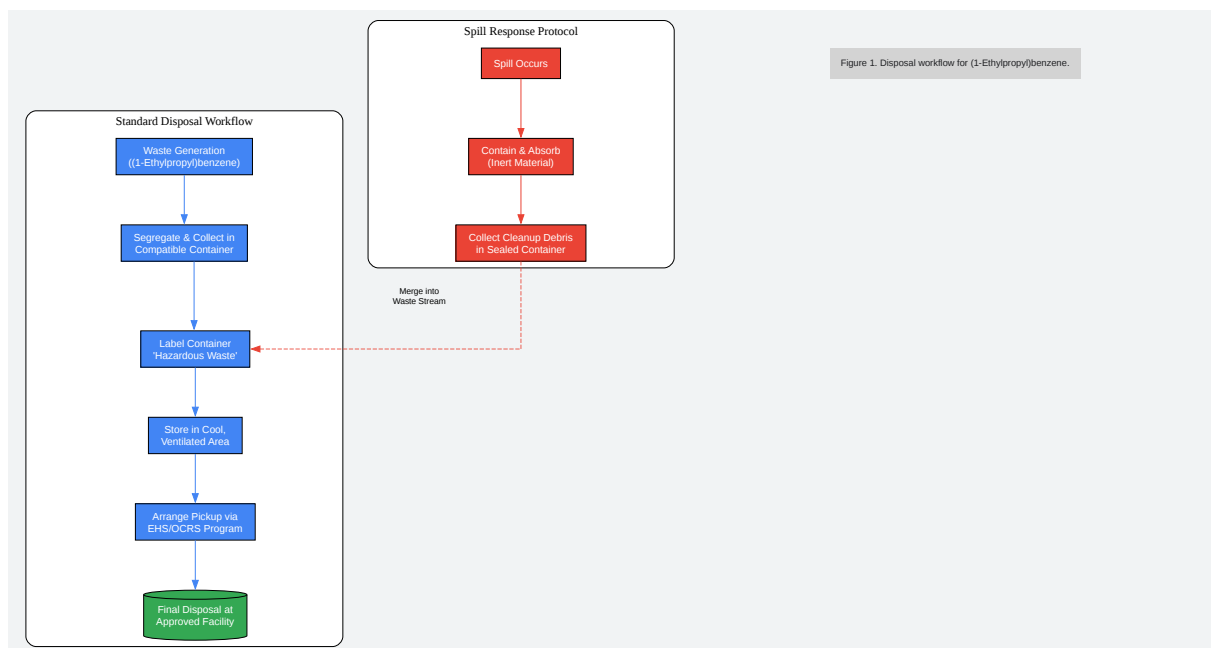 Spill Response Protocol
Spill Occurs
Contain & Absorb
(Inert Material)
Collect Cleanup Debris
in Sealed Container
Figure 1. Disposal workflow for (1-Ethylpropyl)benzene.
Standard Disposal Workflow
Waste Generation
((1-Ethylpropyl)benzene)
Segregate & Collect in
Compatible Container
Merge into
Waste Stream
Label Container
'Hazardous Waste'
Store in Cool,
Ventilated Area
Arrange Pickup via
EHS/OCRS Program
Final Disposal at
Approved Facility